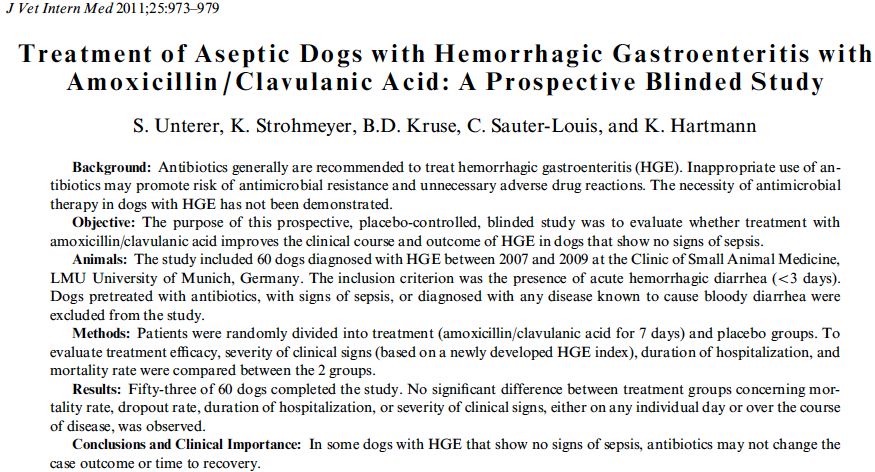 J Vet Intern Med 2011;25:973–979
Treatment of Aseptic Dogs with Hemorrhagic Gastroenteritis with
Amoxicillin/Clavulanic Acid: A Prospective Blinded Study
S. Unterer, K. Strohmeyer, B.D. Kruse, C. Sauter-Louis, and K. Hartmann
Background: Antibiotics generally are recommended to treat hemorrhagic gastroenteritis (HGE). Inappropriate use of an-
tibiotics may promote risk of antimicrobial resistance and unnecessary adverse drug reactions. The necessity of antimicrobial
therapy in dogs with HGE has not been demonstrated.
Objective: The purpose of this prospective, placebo-controlled, blinded study was to evaluate whether treatment with
amoxicillin/clavulanic acid improves the clinical course and outcome of HGE in dogs that show no signs of sepsis.
Animals: The study included 60 dogs diagnosed with HGE between 2007 and 2009 at the Clinic of Small Animal Medicine,
LMU University of Munich, Germany. The inclusion criterion was the presence of acute hemorrhagic diarrhea (<3 days).
Dogs pretreated with antibiotics, with signs of sepsis, or diagnosed with any disease known to cause bloody diarrhea were
excluded from the study.
Methods: Patients were randomly divided into treatment (amoxicillin/clavulanic acid for 7 days) and placebo groups. To
evaluate treatment efficacy, severity of clinical signs (based on a newly developed HGE index), duration of hospitalization, and
mortality rate were compared between the 2 groups.
Results: Fifty-three of 60 dogs completed the study. No significant difference between treatment groups concerning mor-
tality rate, dropout rate, duration of hospitalization, or severity of clinical signs, either on any individual day or over the course
of disease, was observed.
Conclusions and Clinical Importance: In some dogs with HGE that show no signs of sepsis, antibiotics may not change the
case outcome or time to recovery.